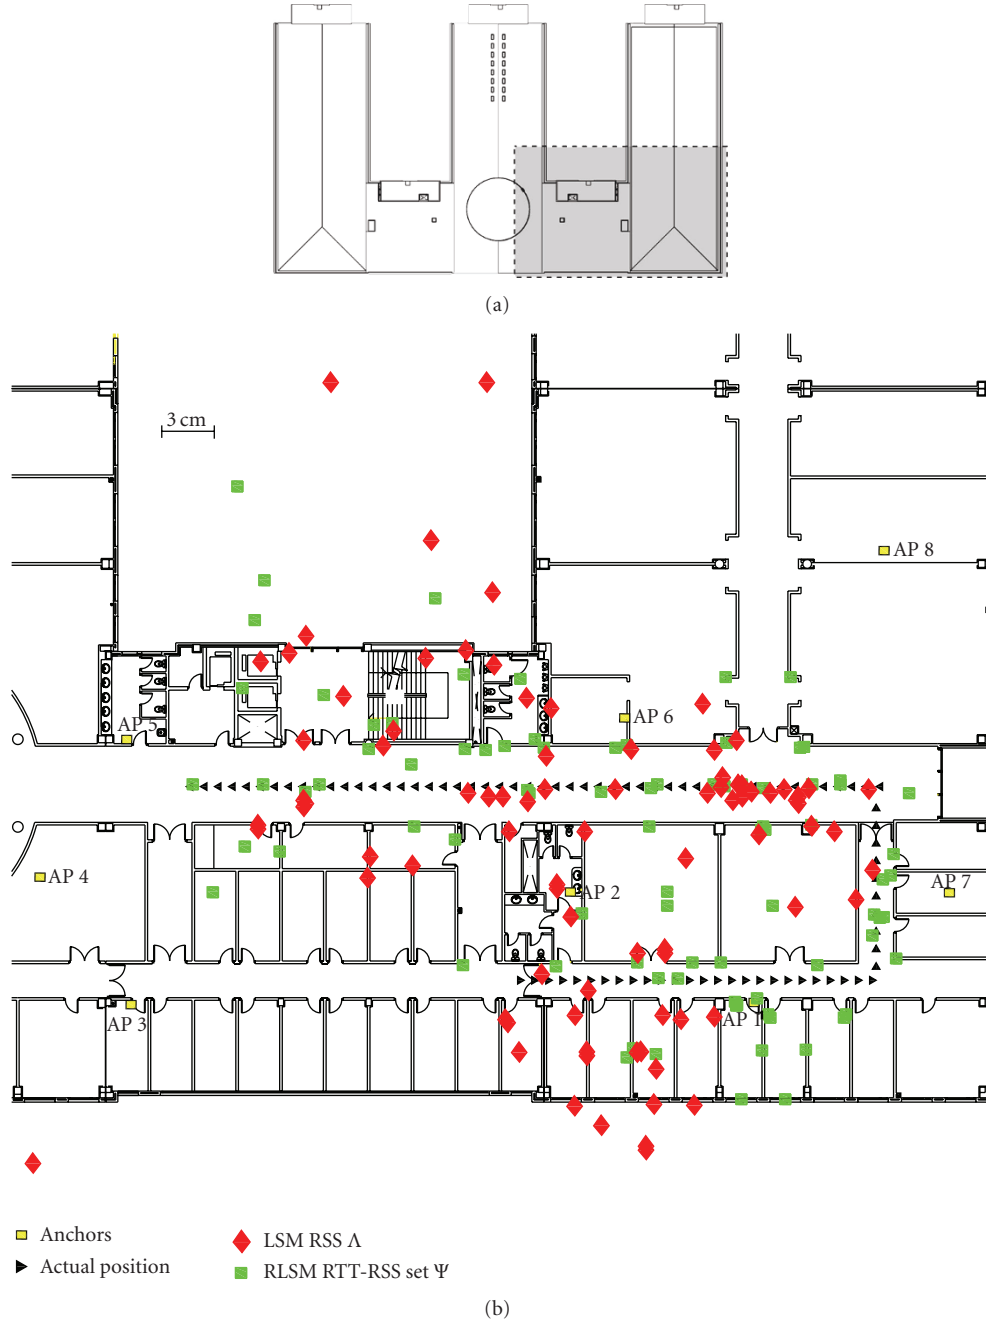 (a)
3 cm
AP 8
AP 6
AP 5
AP 4
AP 2
AP 7
AP 3
AP 1
Anchors
Actual position
LSM RSS Λ
RLSM RTT-RSS set Ψ
(b)